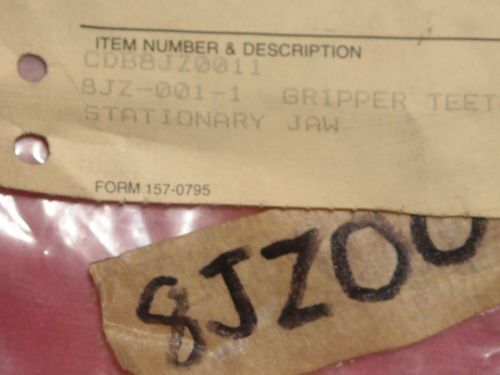 ITEM NUMBER & DESCRIPTION
CDB8JZ0011
8JZ-001-1 GRIPPER TEET
STATIONARY JAW
FORM 157-0795
8JZ00